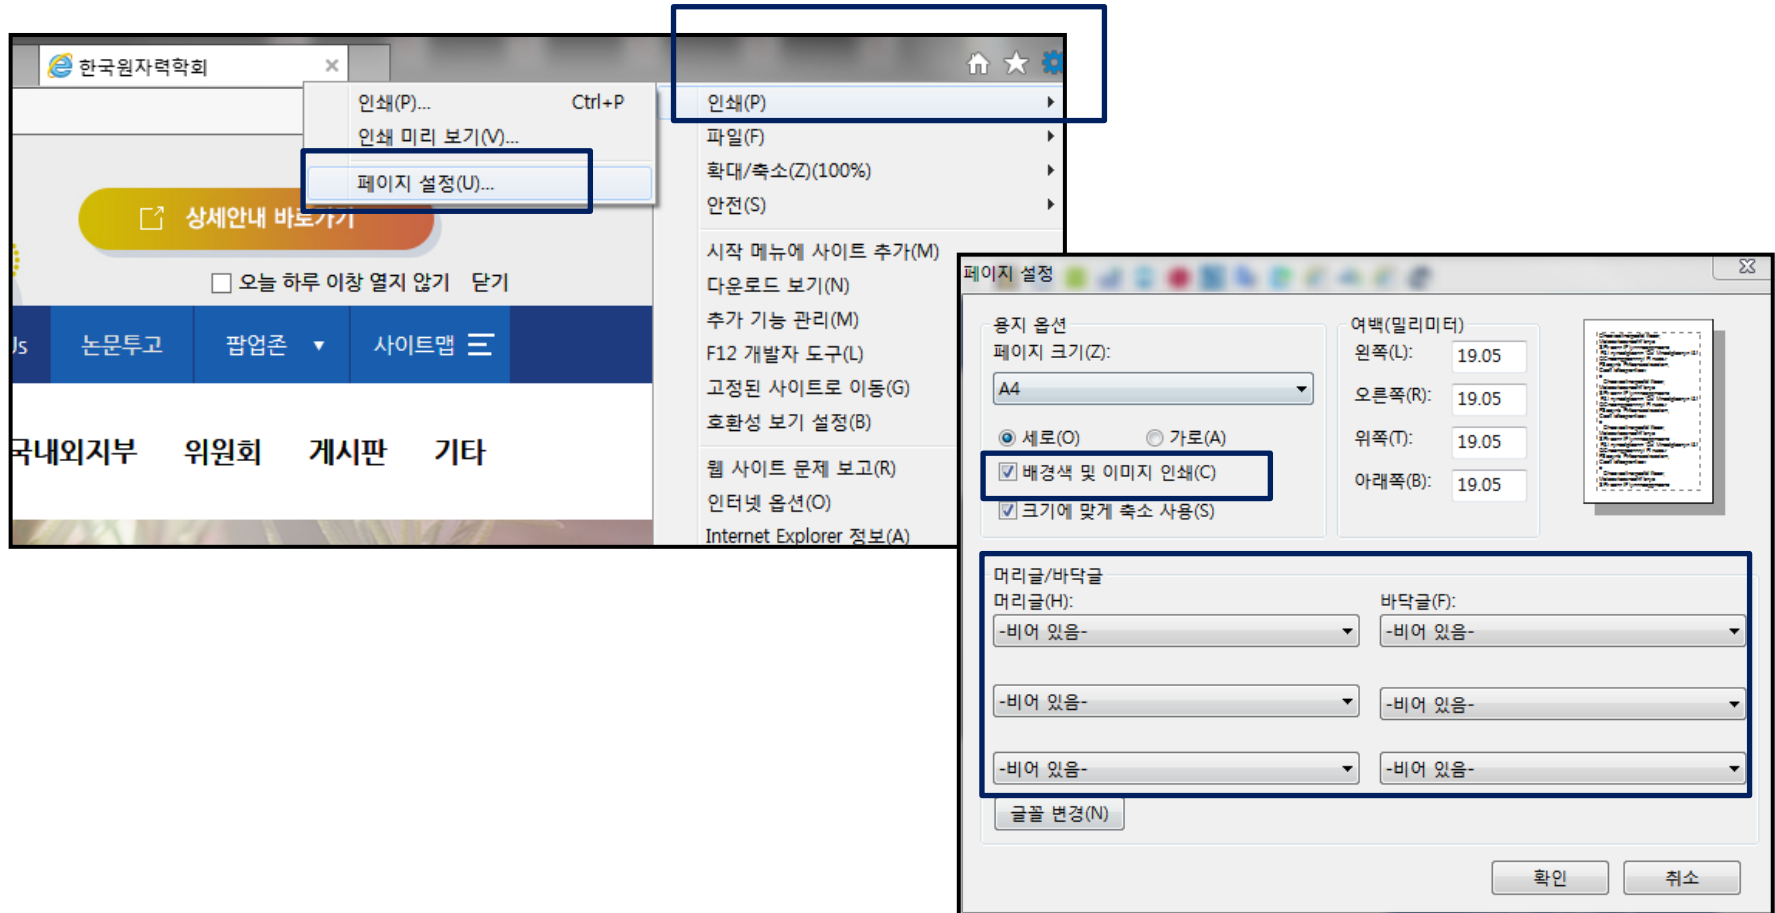 한국원자력학회
인쇄(P)... Ctrl+P
인쇄 미리 보기(V)...
페이지 설정(U)...
상세안내 바로가기
오늘 하루 이창 열지 않기 닫기
Us 논문투고 팝업존 사이트맵
국내외지부 위원회 게시판 기타
인쇄(P)
파일(F)
확대/축소(Z)(100%)
안전(S)
시작 메뉴에 사이트 추가(M)
다운로드 보기(N)
추가 기능 관리(M)
F12 개발자 도구(L)
고정된 사이트로 이동(G)
호환성 보기 설정(B)
웹 사이트 문제 보고(R)
인터넷 옵션(O)
Internet Explorer 정보(A)
페이지 설정
용지 옵션
페이지 크기(Z):
A4
세로(O) 가로(A)
배경색 및 이미지 인쇄(C)
크기에 맞게 축소 사용(S)
여백(밀리미터)
왼쪽(L): 19.05
오른쪽(R): 19.05
위쪽(T): 19.05
아래쪽(B): 19.05
머리글/바닥글
머리글(H): 바닥글(F):
-비어 있음- -비어 있음-
-비어 있음- -비어 있음-
-비어 있음- -비어 있음-
글꼴 변경(N)
확인 취소